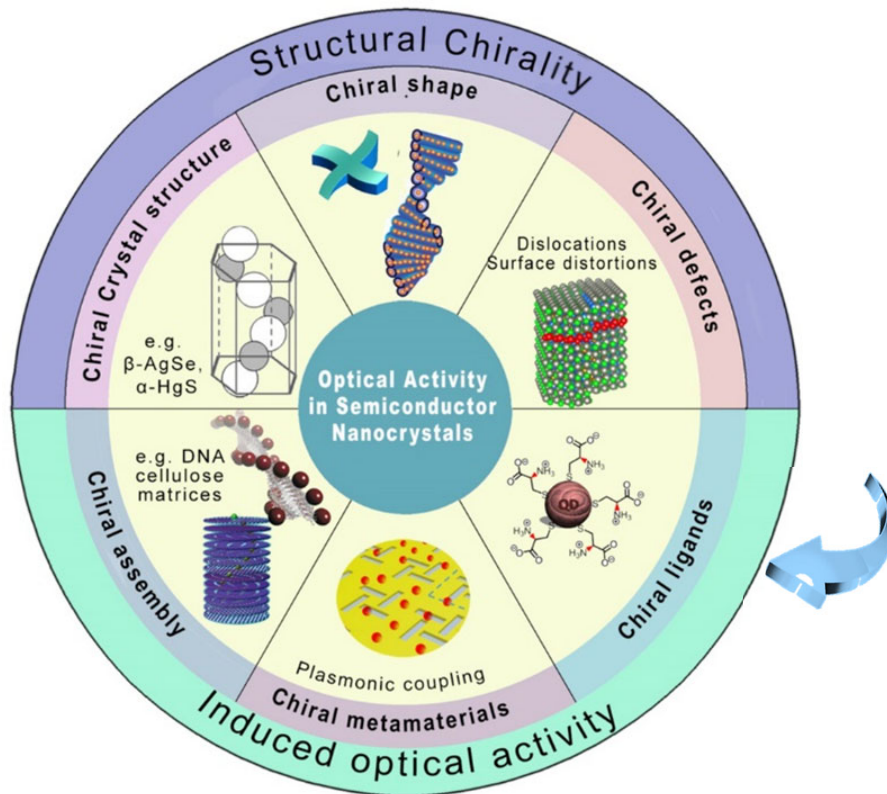 Structural Chirality
Chiral shape
Chiral Crystal structure
Chiral defects
Dislocations
Surface distortions
e.g.
β-AgSe,
α-HgS
Optical Activity
in Semiconductor
Nanocrystals
e.g. DNA
cellulose
matrices
Chiral assembly
QD
Chiral ligands
Plasmonic coupling
Chiral metamaterials
Induced optical activity